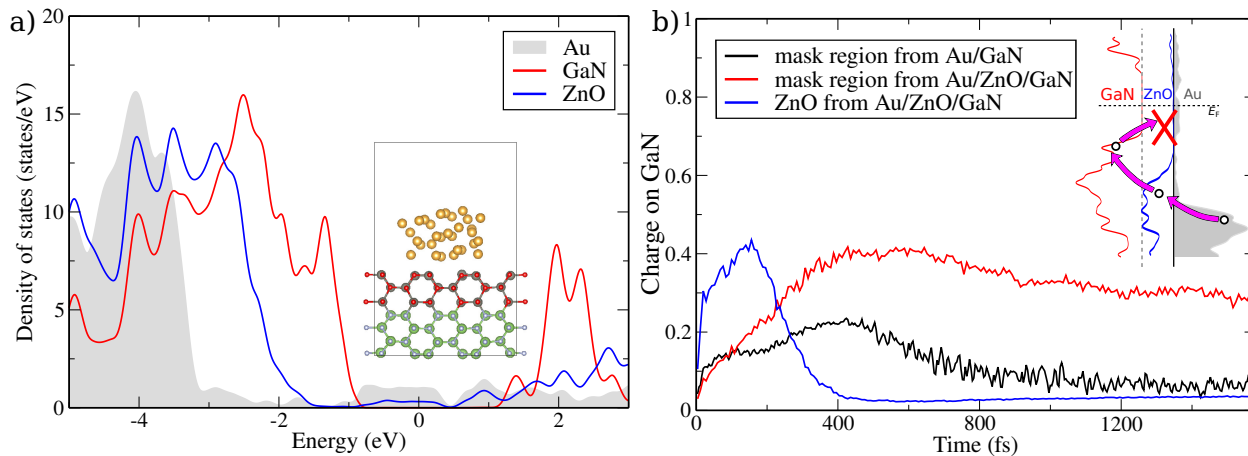 a)
20
15
10
5
0
Density of states (states/eV)
Au
GaN
ZnO
-4
-2
0
2
Energy (eV)
b)
1
0.8
0.6
0.4
0.2
0
Charge on GaN
mask region from Au/GaN
mask region from Au/ZnO/GaN
ZnO from Au/ZnO/GaN
GaN
ZnO
Au
EF
0
400
800
1200
Time (fs)